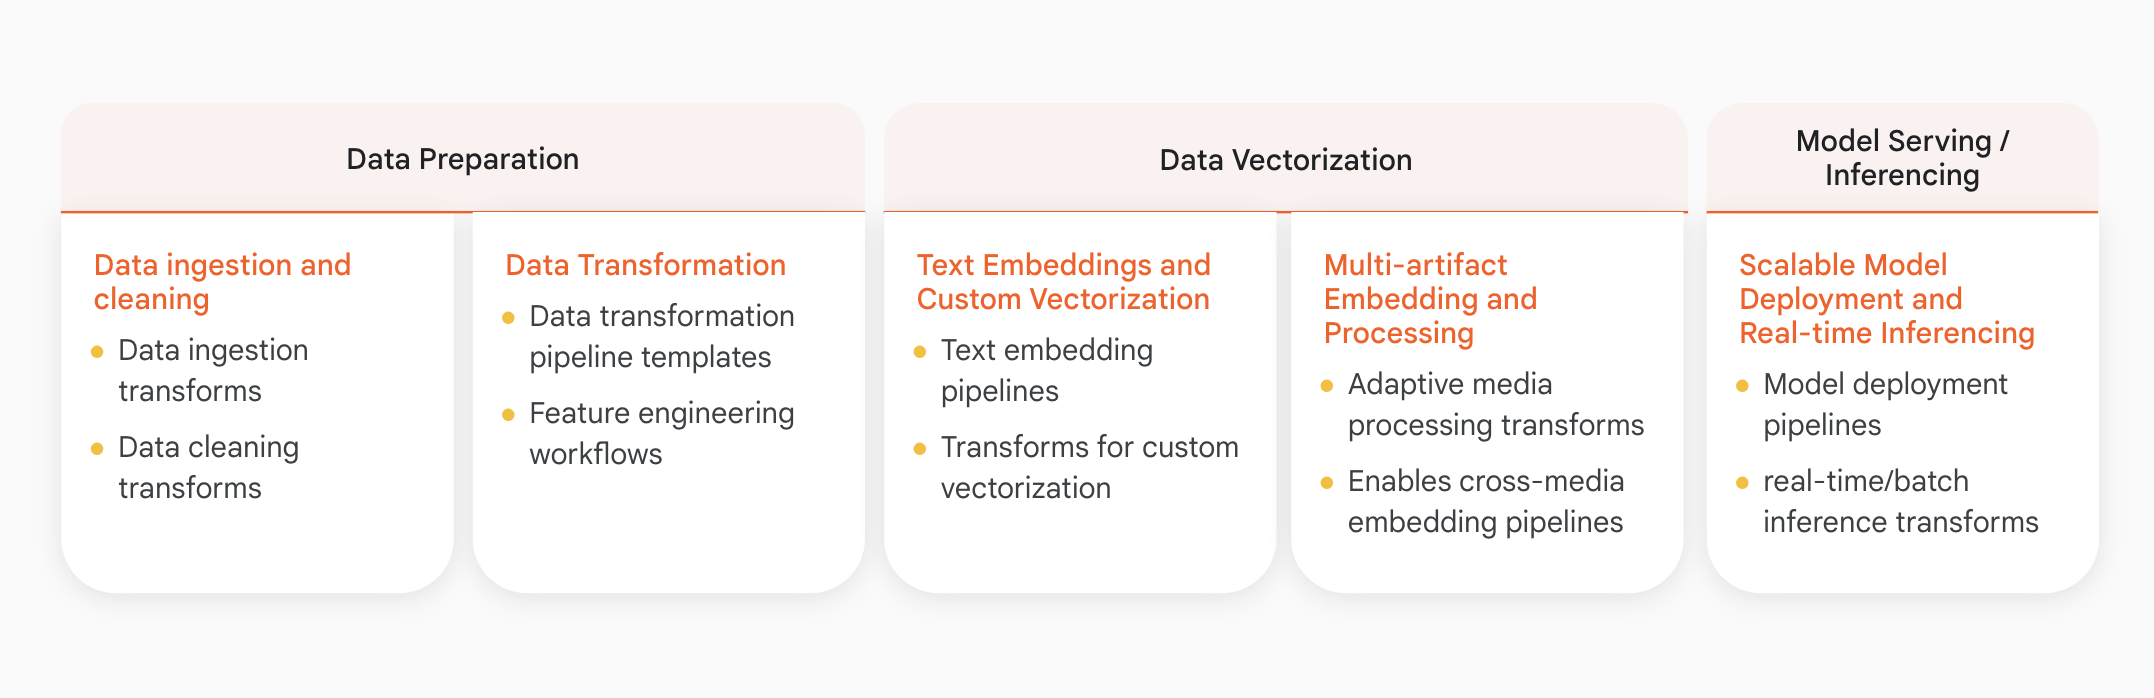 Data Preparation
Data ingestion and
cleaning
Data ingestion
transforms
Data cleaning
transforms
Data Transformation
Data transformation
pipeline templates
Feature engineering
workflows
Data Vectorization
Text Embeddings and
Custom Vectorization
Text embedding
pipelines
Transforms for custom
vectorization
Multi-artifact
Embedding and
Processing
Adaptive media
processing transforms
Enables cross-media
embedding pipelines
Model Serving /
Inferencing
Scalable Model
Deployment and
Real-time Inferencing
Model deployment
pipelines
real-time/batch
inference transforms